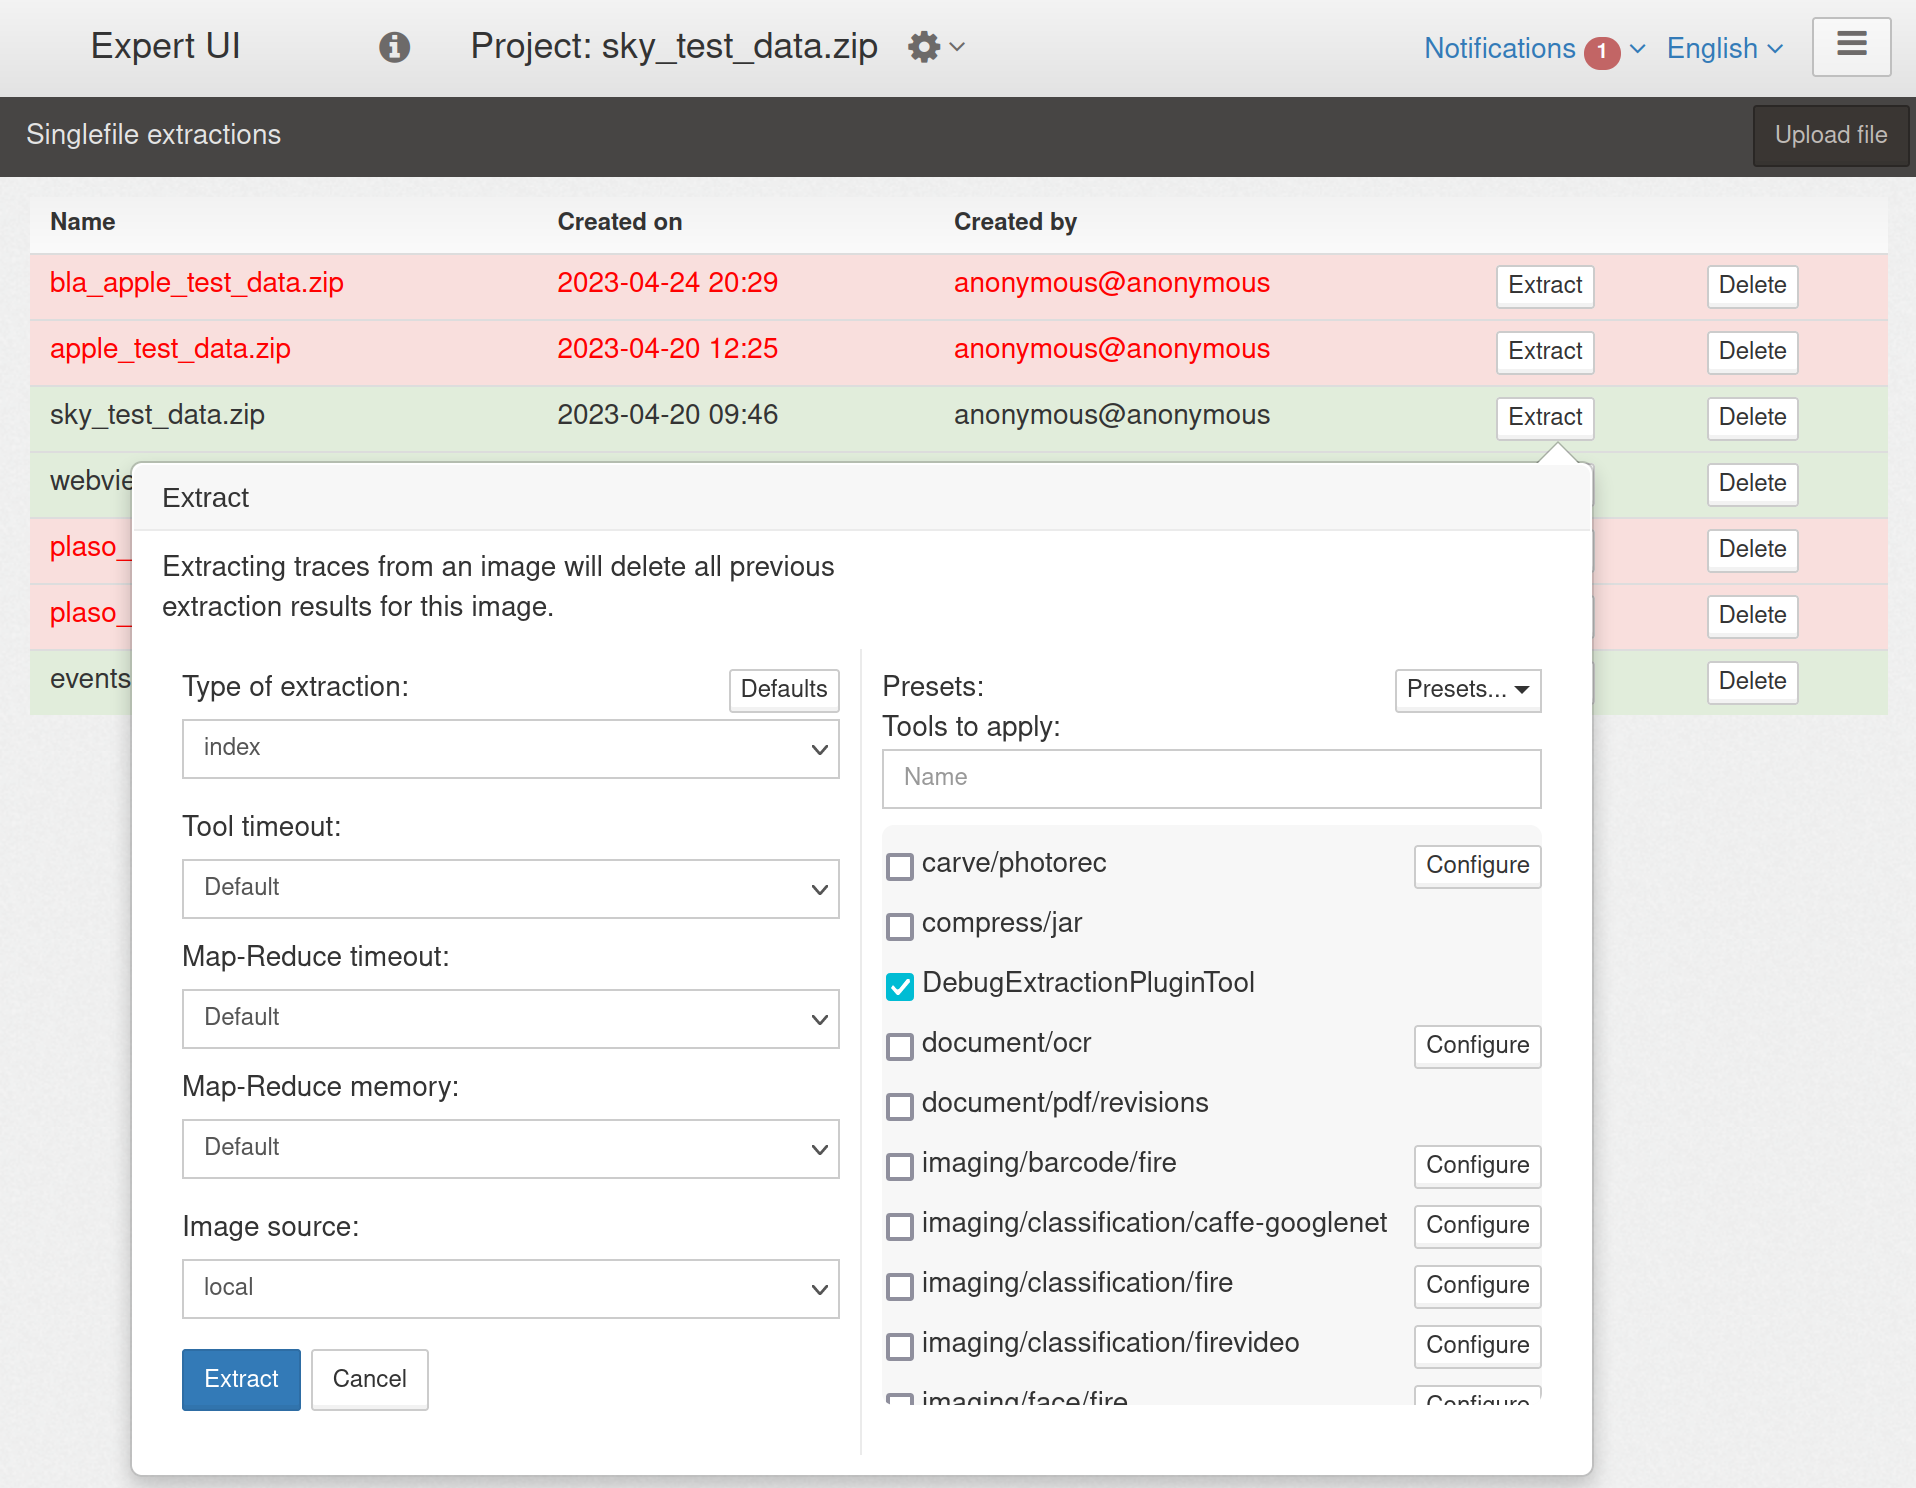 Expert UI
Project: sky_test_data.zip
Notifications 1
English
Singlefile extractions
Upload file
Name Created on Created by
bla_apple_test_data.zip 2023-04-24 20:29 anonymous@anonymous Extract Delete
apple_test_data.zip 2023-04-20 12:25 anonymous@anonymous Extract Delete
sky_test_data.zip 2023-04-20 09:46 anonymous@anonymous Extract Delete
webvie Delete
plaso_ Delete
plaso_ Delete
events Delete
Extract
Extracting traces from an image will delete all previous
extraction results for this image.
Type of extraction: Defaults
index
Tool timeout:
Default
Map-Reduce timeout:
Default
Map-Reduce memory:
Default
Image source:
local
Extract Cancel
Presets: Presets...
Tools to apply:
Name
carve/photorec Configure
compress/jar
DebugExtractionPluginTool
document/ocr Configure
document/pdf/revisions
imaging/barcode/fire Configure
imaging/classification/caffe-googlenet Configure
imaging/classification/fire Configure
imaging/classification/firevideo Configure
imaging/face/fire Configure